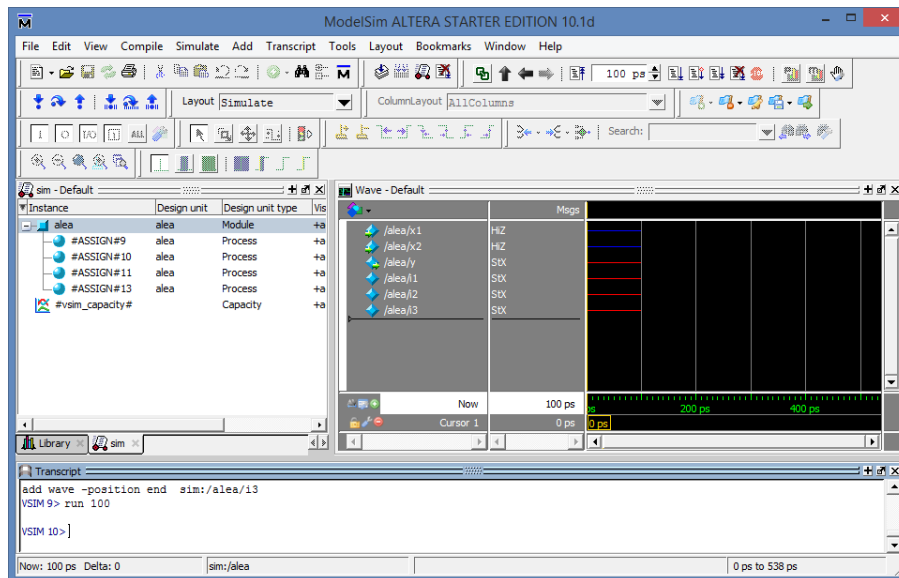 ModelSim ALTERA STARTER EDITION 10.1d
File Edit View Compile Simulate Add Transcript Tools Layout Bookmarks Window Help
100 ps
Layout Simulate
ColumnLayout AllColumns
Search:
sim - Default
Instance Design unit Design unit type Vis
alea alea Module +a
#ASSIGN#9 alea Process +a
#ASSIGN#10 alea Process +a
#ASSIGN#11 alea Process +a
#ASSIGN#13 alea Process +a
#vsim_capacity# Capacity +a
Library sim
Wave - Default
Msgs
/alea/x1 HiZ
/alea/x2 HiZ
/alea/y StX
/alea/i1 StX
/alea/i2 StX
/alea/i3 StX
Now 100 ps ps 200 ps 400 ps
Cursor 1 0 ps 0 ps
Transcript
add wave -position end sim:/alea/i3
VSIM 9> run 100
VSIM 10>
Now: 100 ps Delta: 0 sim:/alea 0 ps to 538 ps